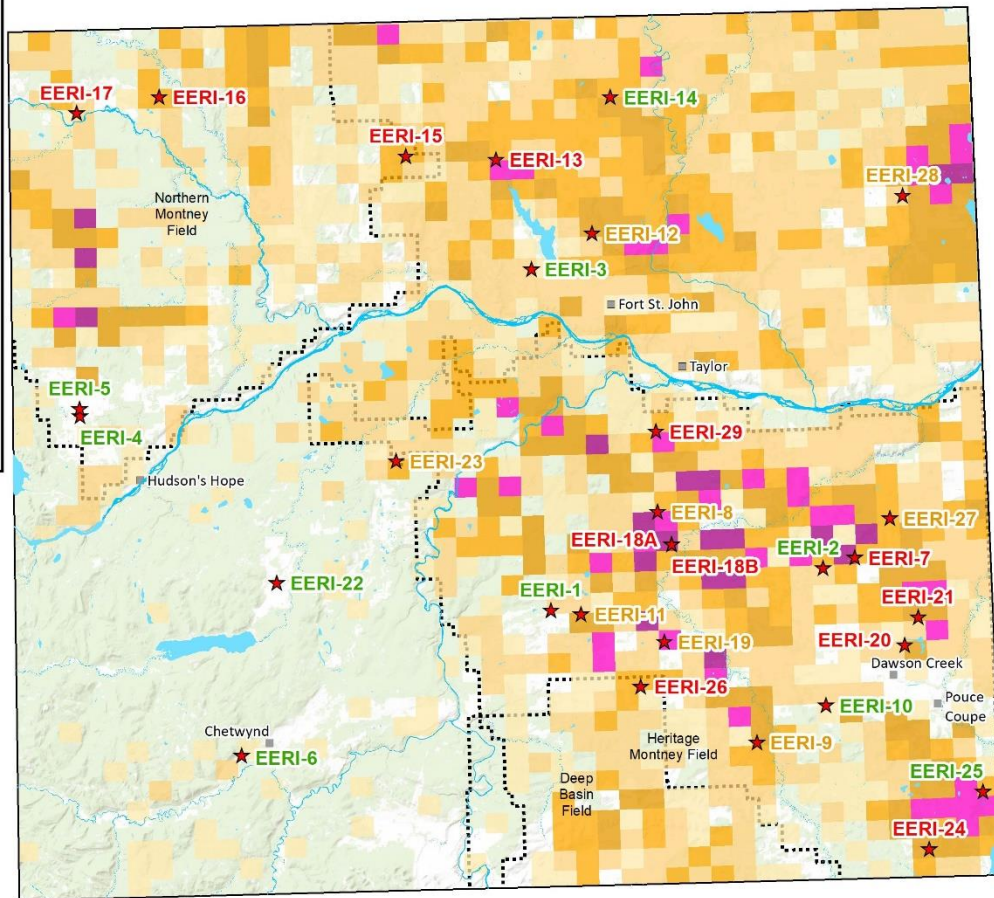 EERI-17
EERI-16
EERI-14
EERI-15
EERI-13
EERI-28
Northern
Montney
Field
EERI-12
EERI-3
Fort St. John
Taylor
EERI-5
EERI-4
EERI-29
EERI-23
Hudson's Hope
EERI-8
EERI-27
EERI-18A
EERI-2
EERI-7
EERI-18B
EERI-22
EERI-1
EERI-11
EERI-21
EERI-19
EERI-20
Dawson Creek
EERI-26
Pouce
Coupe
EERI-10
Chetwynd
EERI-6
Heritage
Montney Field
EERI-9
Deep
Basin
Field
EERI-25
EERI-24